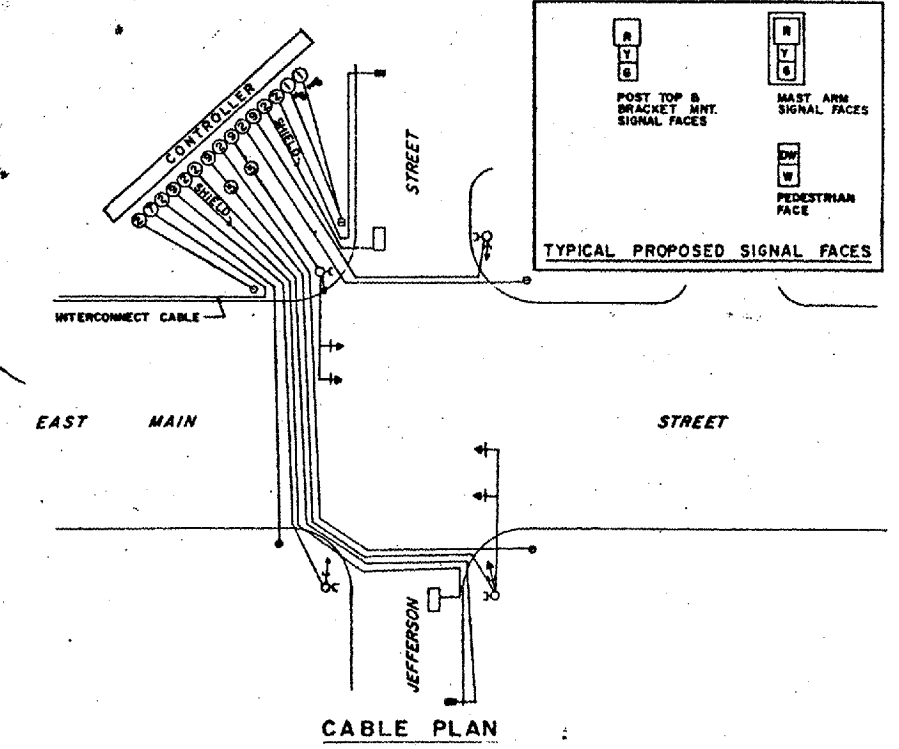 CONTROLLER
SHIELD
SHIELD
STREET
INTERCONNECT CABLE
EAST MAIN STREET
JEFFERSON
CABLE PLAN
R
Y
G
POST TOP &
BRACKET MNT.
SIGNAL FACES
R
Y
G
MAST ARM
SIGNAL FACES
DW
W
PEDESTRIAN
FACE
TYPICAL PROPOSED SIGNAL FACES